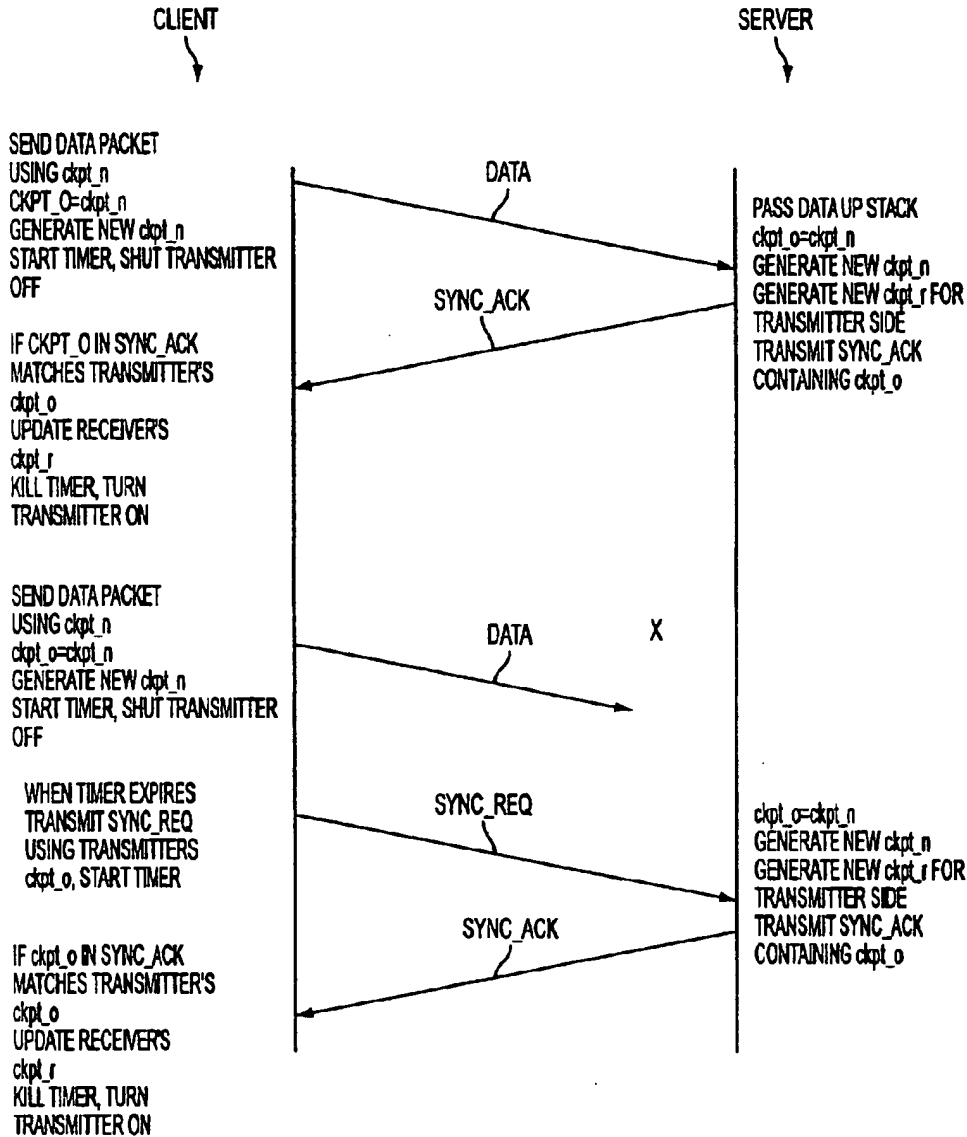 CLIENT
SERVER
SEND DATA PACKET
USING ckpt_n
CKPT_O=ckpt_n
GENERATE NEW ckpt_n
START TIMER, SHUT TRANSMITTER
OFF
DATA
PASS DATA UP STACK
ckpt_o=ckpt_n
GENERATE NEW ckpt_n
GENERATE NEW ckpt_r FOR
TRANSMITTER SIDE
TRANSMIT SYNC_ACK
CONTAINING ckpt_o
SYNC_ACK
IF CKPT_O IN SYNC_ACK
MATCHES TRANSMITTER'S
ckpt_o
UPDATE RECEIVER'S
ckpt_r
KILL TIMER, TURN
TRANSMITTER ON
SEND DATA PACKET
USING ckpt_n
ckpt_o=ckpt_n
GENERATE NEW ckpt_n
START TIMER, SHUT TRANSMITTER
OFF
DATA
X
WHEN TIMER EXPIRES
TRANSMIT SYNC_REQ
USING TRANSMITTERS
ckpt_o, START TIMER
SYNC_REQ
ckpt_o=ckpt_n
GENERATE NEW ckpt_n
GENERATE NEW ckpt_r FOR
TRANSMITTER SIDE
TRANSMIT SYNC_ACK
CONTAINING ckpt_o
SYNC_ACK
IF ckpt_o IN SYNC_ACK
MATCHES TRANSMITTER'S
ckpt_o
UPDATE RECEIVER'S
ckpt_r
KILL TIMER, TURN
TRANSMITTER ON